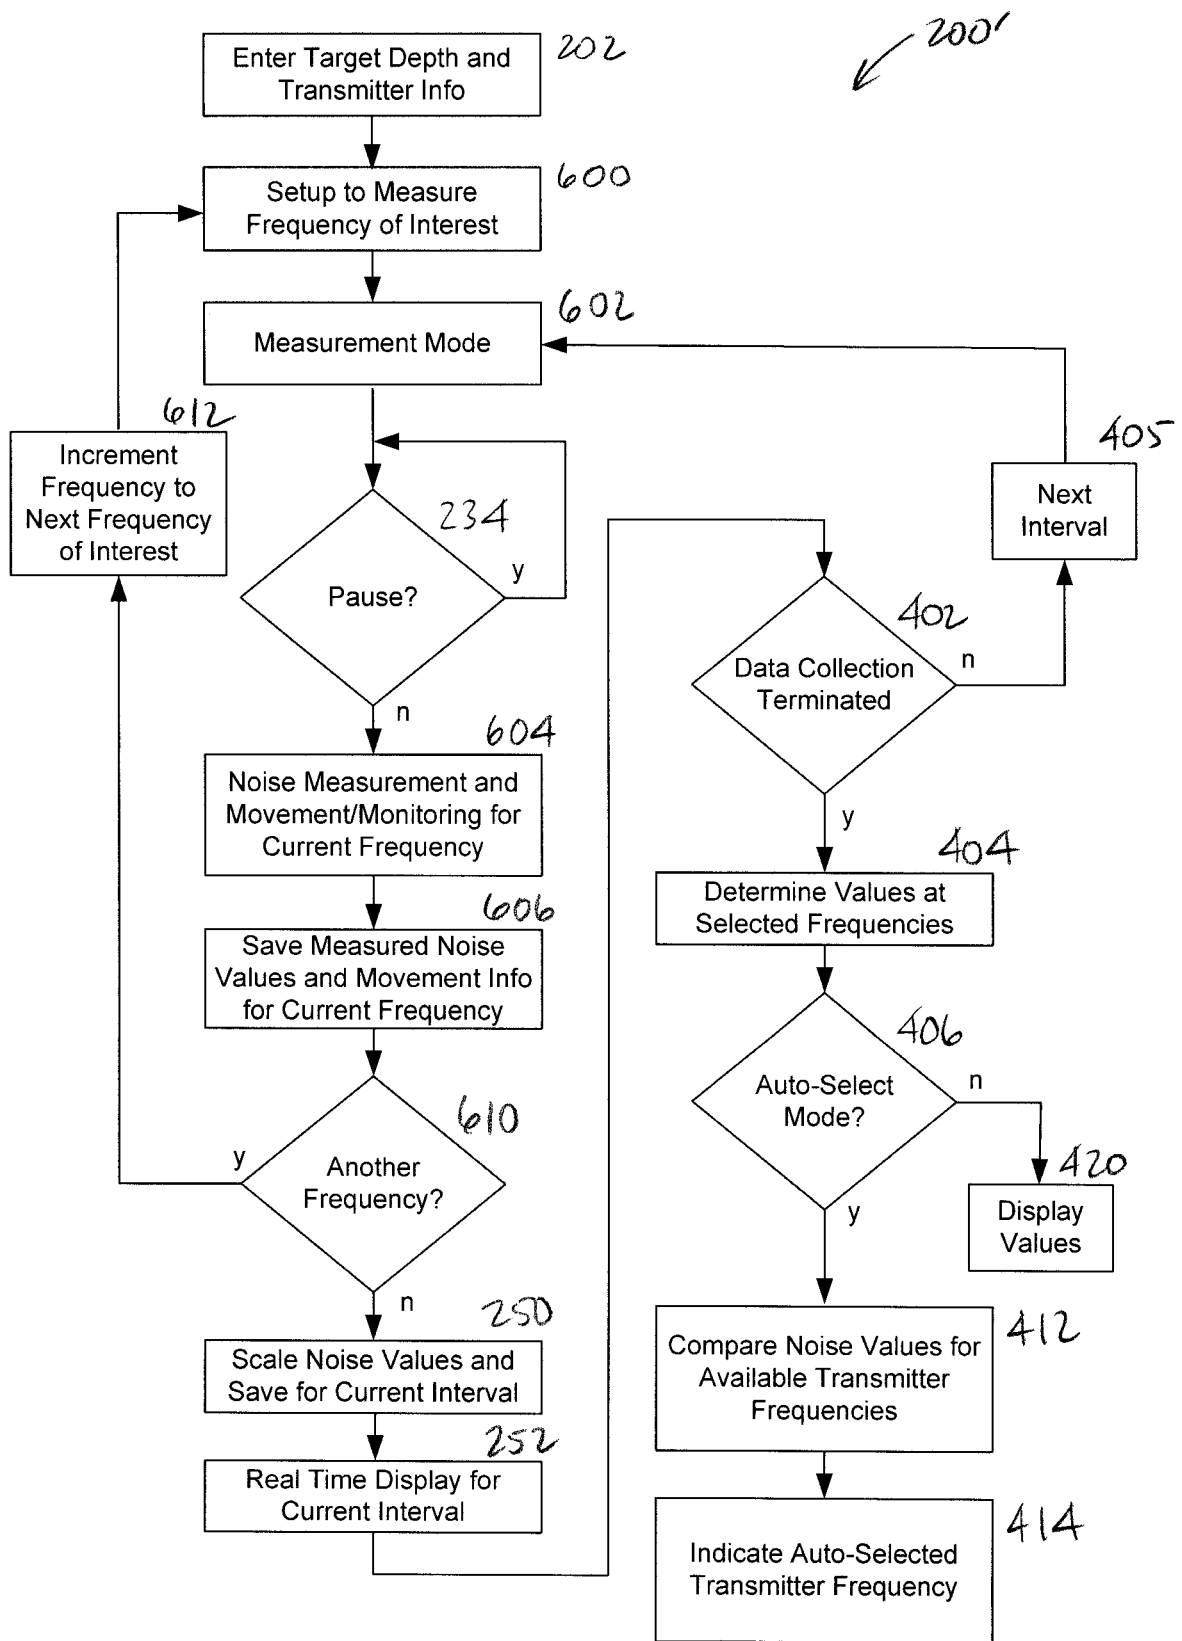 200'
202
Enter Target Depth and
Transmitter Info
600
Setup to Measure
Frequency of Interest
602
Measurement Mode
612
Increment
Frequency to
Next Frequency
of Interest
234
Pause?
y
n
604
Noise Measurement and
Movement/Monitoring for
Current Frequency
606
Save Measured Noise
Values and Movement Info
for Current Frequency
610
Another
Frequency?
y
n
250
Scale Noise Values and
Save for Current Interval
252
Real Time Display for
Current Interval
405
Next
Interval
402
Data Collection
Terminated
n
y
404
Determine Values at
Selected Frequencies
406
Auto-Select
Mode?
n
y
420
Display
Values
412
Compare Noise Values for
Available Transmitter
Frequencies
414
Indicate Auto-Selected
Transmitter Frequency